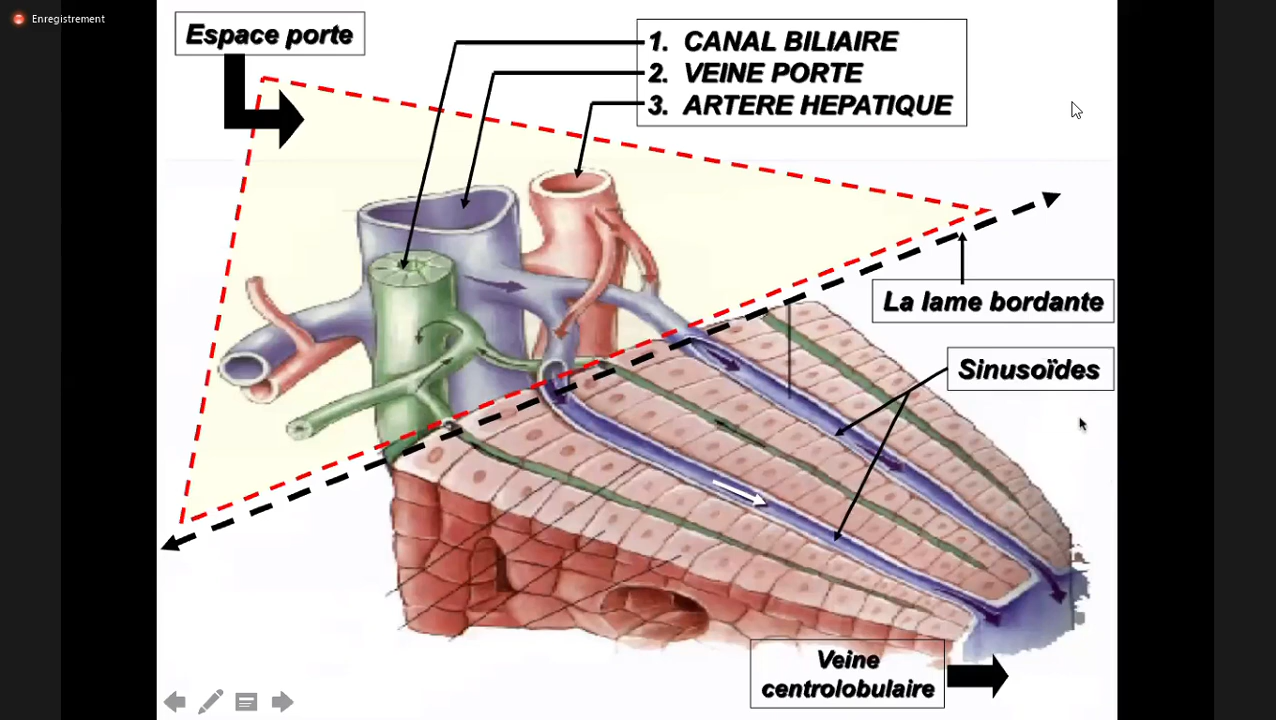 Enregistrement
Espace porte
1. CANAL BILIAIRE
2. VEINE PORTE
3. ARTERE HEPATIQUE
La lame bordante
Sinusoïdes
Veine
centrolobulaire